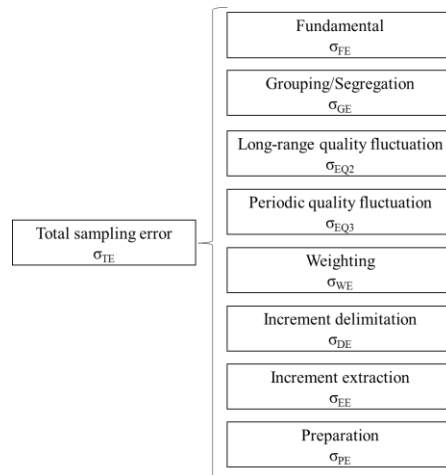 Fundamental
σFE
Grouping/Segregation
σGE
Long-range quality fluctuation
σEQ2
Periodic quality fluctuation
σEQ3
Total sampling error
σTE
Weighting
σWE
Increment delimitation
σDE
Increment extraction
σEE
Preparation
σPE